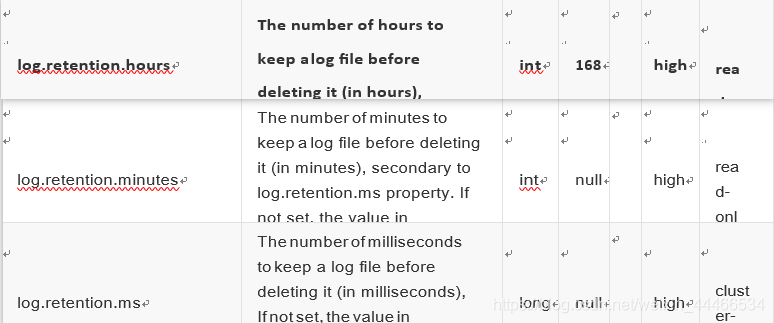 The number of hours to
keep a log file before
log.retention.hours int 168 high rea
deleting it (in hours),
The number of minutes to
keep a log file before deleting
it (in minutes), secondary to
log.retention.minutes int null high rea
log.retention.ms property. If d-
not set, the value in onl
The number of milliseconds
to keep a log file before
deleting it (in milliseconds), clust
log.retention.ms long null high
If not set, the value in er-